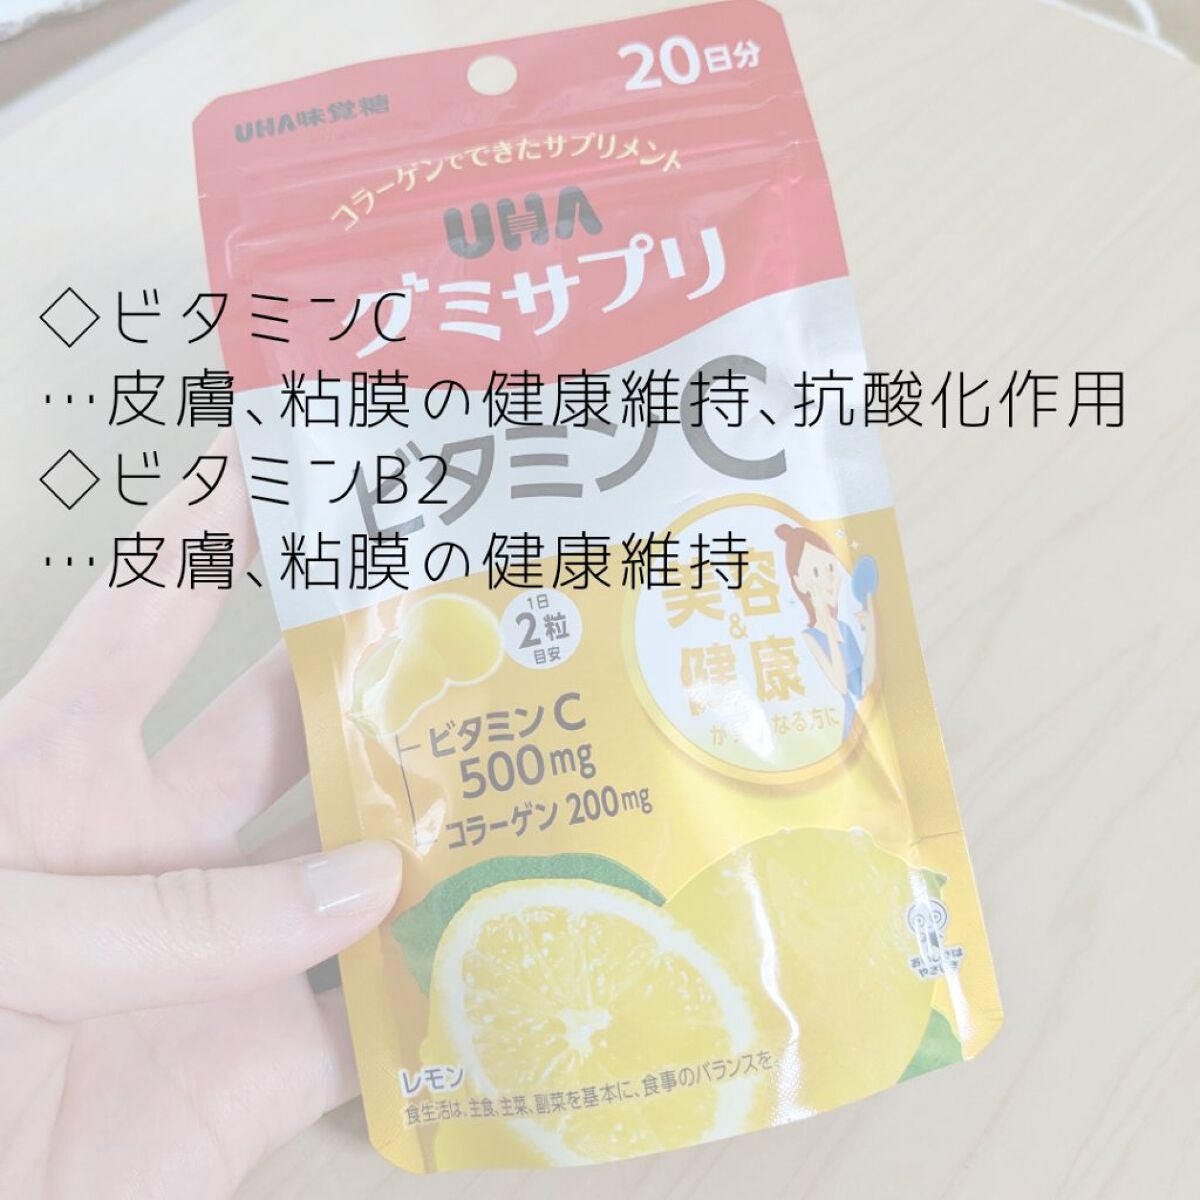 20日分
UHA味覚糖
コラーゲンでできたサプリメント
UHA
グミサプリ
◇ビタミンC
…皮膚、粘膜の健康維持、抗酸化作用
ビタミンC
◇ビタミンB2
…皮膚、粘膜の健康維持
美容
&
健康
なる方に
1日
2粒
目安
ビタミンC
500mg
コラーゲン 200mg
レモン
食生活は、主食、主菜、副菜を基本に、食事のバランスを。